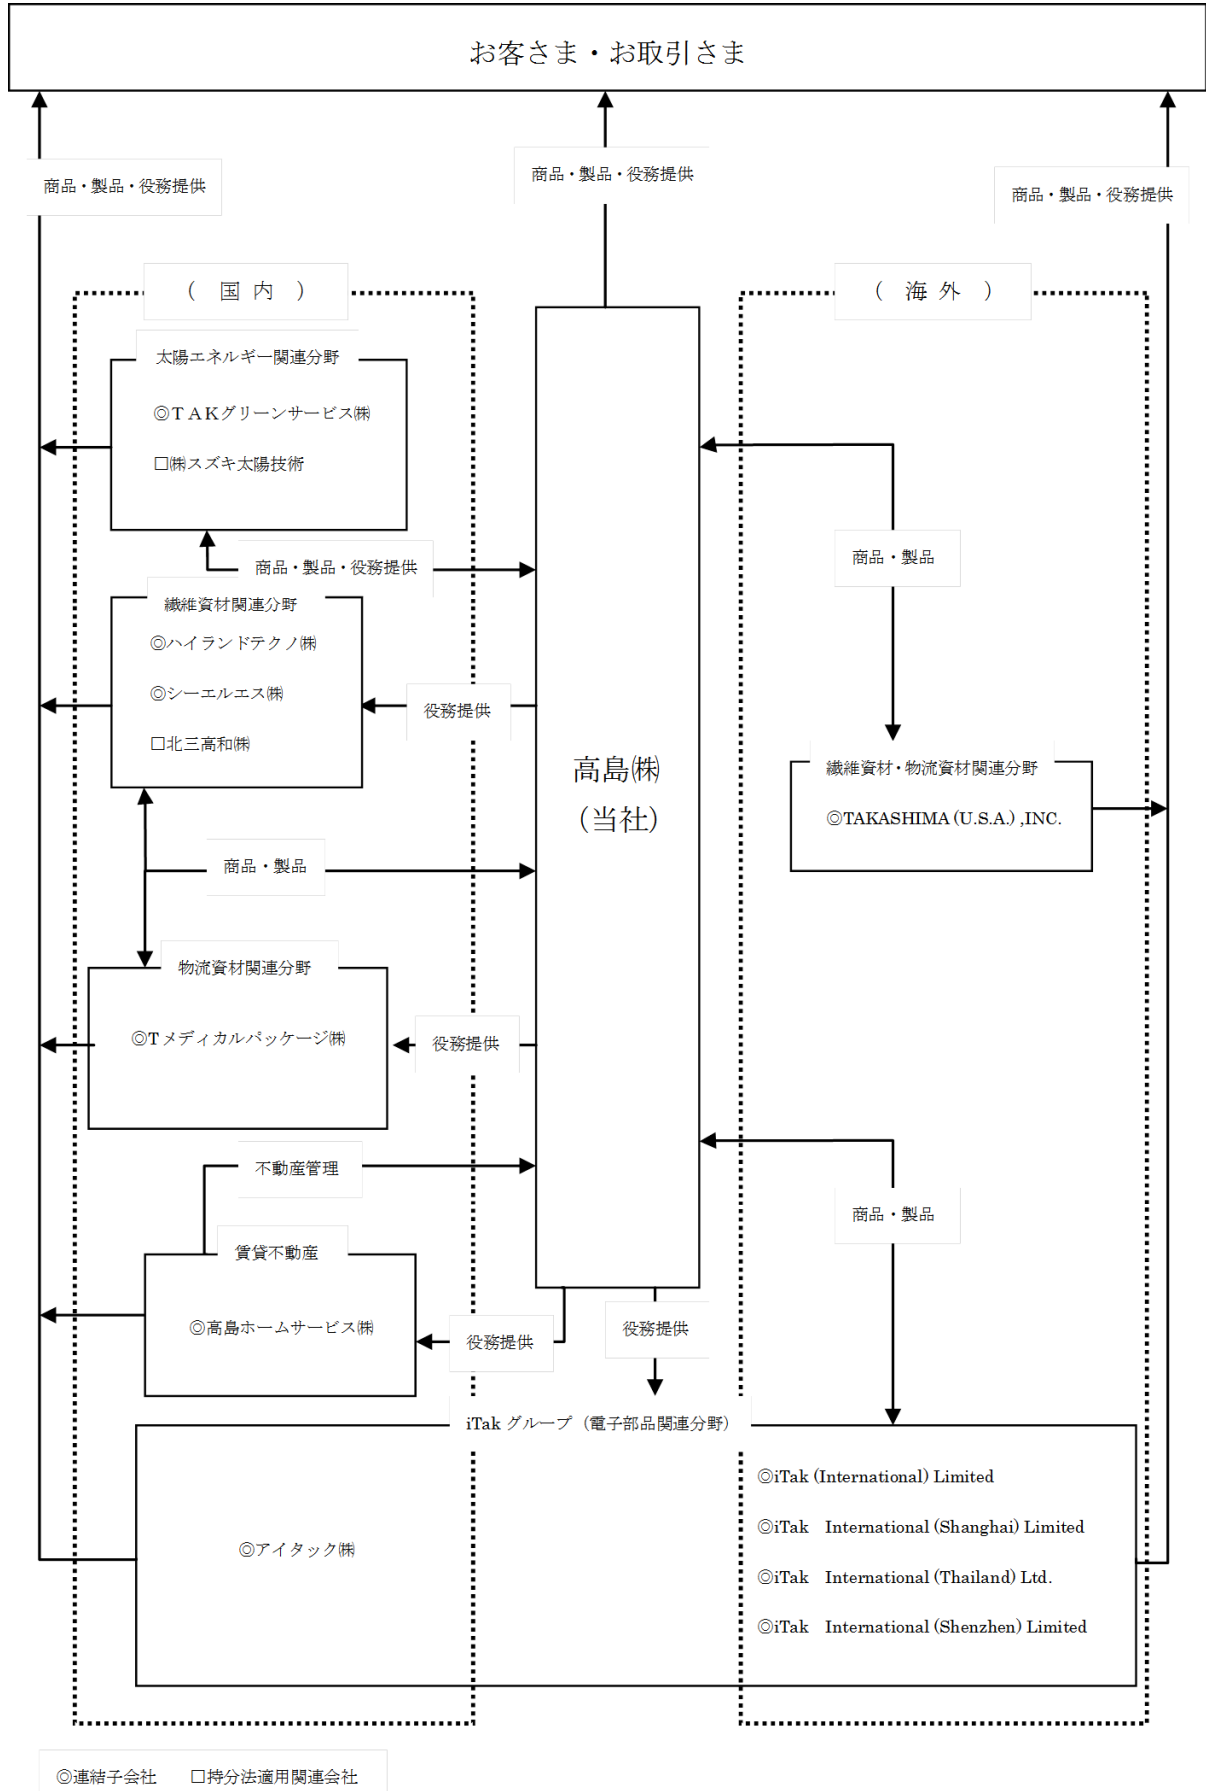 お客さま・お取引さま
商品・製品・役務提供
商品・製品・役務提供
商品・製品・役務提供
（ 国 内 ）
（ 海 外 ）
太陽エネルギー関連分野
◎ＴＡＫグリーンサービス㈱
□㈱スズキ太陽技術
商品・製品・役務提供
繊維資材関連分野
◎ハイランドテクノ㈱
◎シーエルエス㈱
□北三高和㈱
役務提供
商品・製品
物流資材関連分野
◎Tメディカルパッケージ㈱
役務提供
不動産管理
賃貸不動産
◎高島ホームサービス㈱
役務提供
役務提供
高島㈱
（当社）
商品・製品
繊維資材・物流資材関連分野
◎TAKASHIMA (U.S.A.) ,INC.
商品・製品
iTak グループ（電子部品関連分野）
◎アイタック㈱
◎iTak (International) Limited
◎iTak　International (Shanghai) Limited
◎iTak　International (Thailand) Ltd.
◎iTak　International (Shenzhen) Limited
◎連結子会社　　□持分法適用関連会社